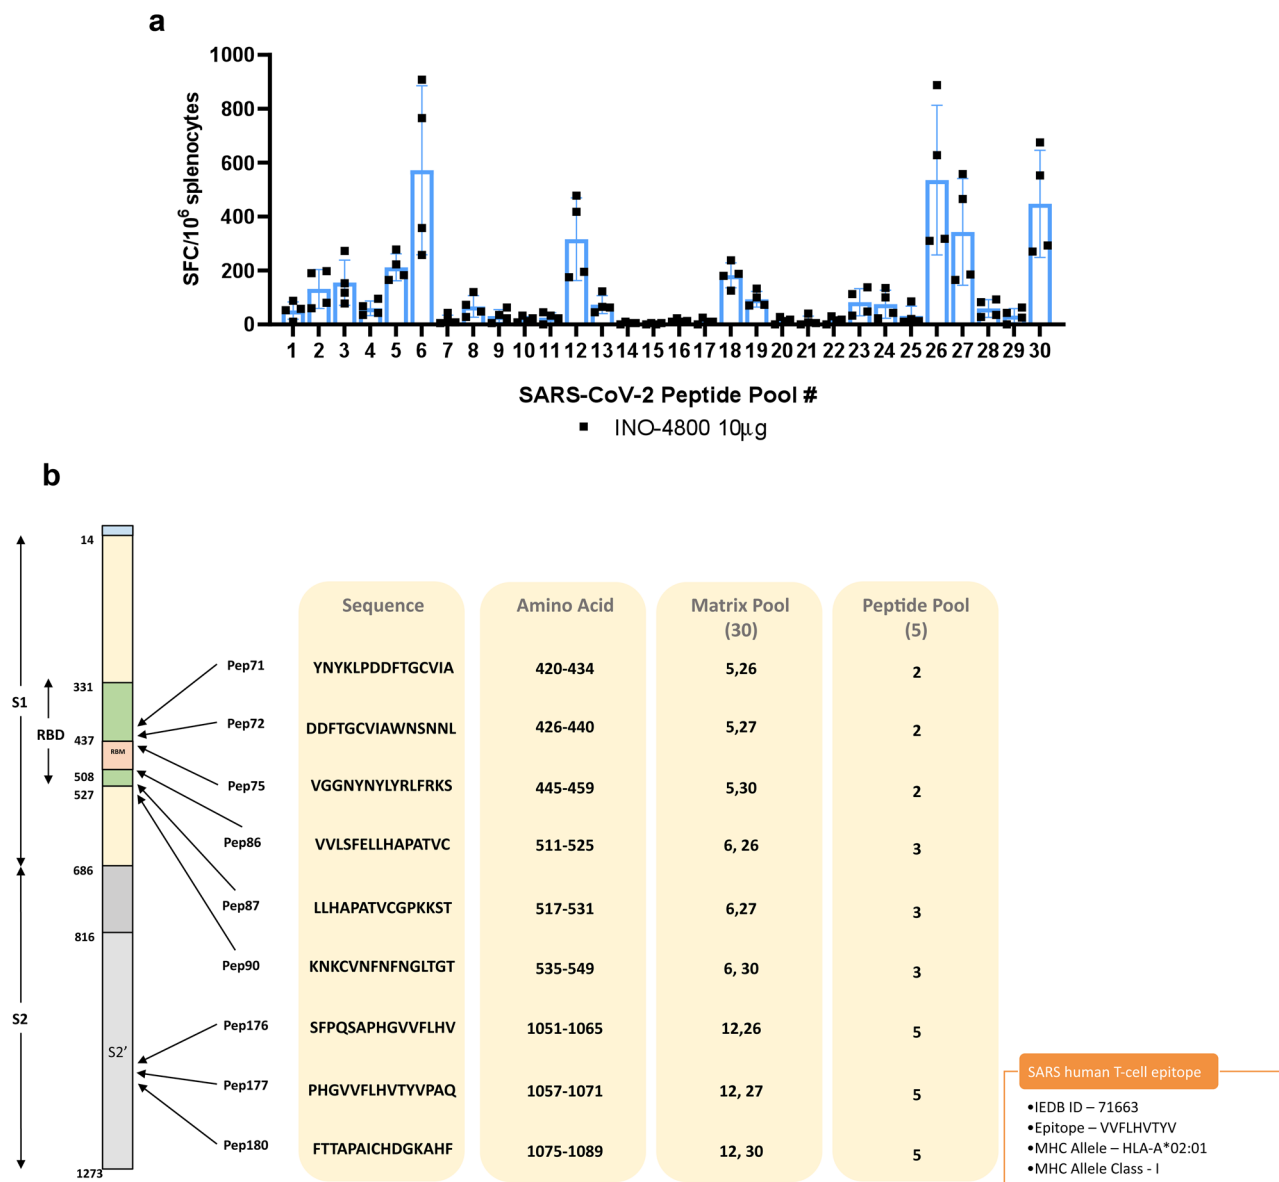 a
1000
800
600
400
200
0
SFC/10⁶ splenocytes
1 2 3 4 5 6 7 8 9 10 11 12 13 14 15 16 17 18 19 20 21 22 23 24 25 26 27 28 29 30
SARS-CoV-2 Peptide Pool #
INO-4800 10µg
b
14
331
437
508
527
686
816
1273
S1
RBD
RBM
S2
S2’
Sequence Amino Acid Matrix Pool (30) Peptide Pool (5)
Pep71 YNYKLPDDFTGCVIA 420-434 5,26 2
Pep72 DDFTGCVIAWNSNNL 426-440 5,27 2
Pep75 VGGNYNYLYRLFRKS 445-459 5,30 2
Pep86 VVLSFELLHAPATVC 511-525 6, 26 3
Pep87 LLHAPATVCGPKKST 517-531 6,27 3
Pep90 KNKCVNFNFNGLTGT 535-549 6, 30 3
Pep176 SFPQSAPHGVVFLHV 1051-1065 12,26 5
Pep177 PHGVVFLHVTYVPAQ 1057-1071 12, 27 5
Pep180 FTTAPAICHDGKAHF 1075-1089 12, 30 5
SARS human T-cell epitope
•IEDB ID – 71663
•Epitope – VVFLHVTYV
•MHC Allele – HLA-A*02:01
•MHC Allele Class - I